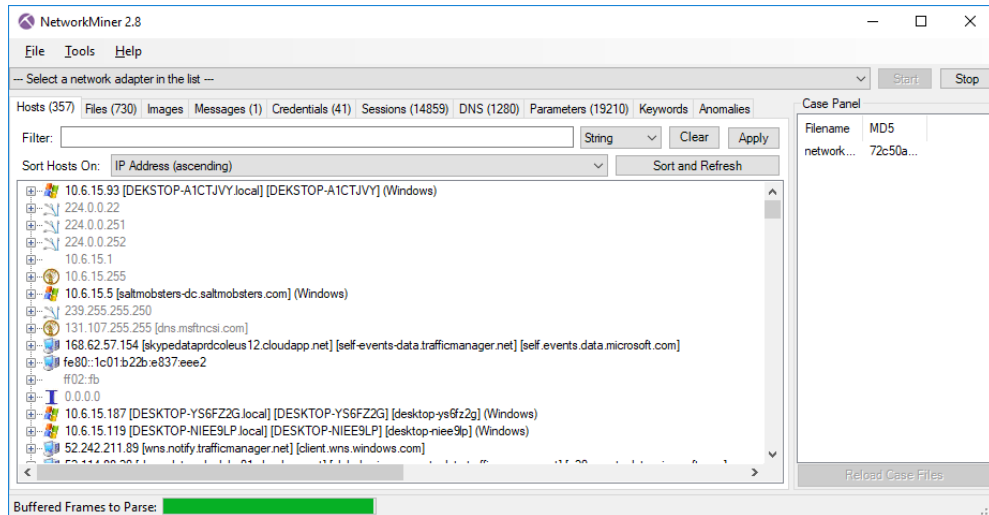 NetworkMiner 2.8
File Tools Help
--- Select a network adapter in the list ---
Start Stop
Hosts (357) Files (730) Images Messages (1) Credentials (41) Sessions (14859) DNS (1280) Parameters (19210) Keywords Anomalies
Filter: String Clear Apply
Sort Hosts On: IP Address (ascending) Sort and Refresh
10.6.15.93 [DEKSTOP-A1CTJVY.local] [DEKSTOP-A1CTJVY] (Windows)
224.0.0.22
224.0.0.251
224.0.0.252
10.6.15.1
10.6.15.255
10.6.15.5 [saltmobsters-dc.saltmobsters.com] (Windows)
239.255.255.250
131.107.255.255 [dns.msftncsi.com]
168.62.57.154 [skypedataprdcoleus12.cloudapp.net] [self-events-data.trafficmanager.net] [self.events.data.microsoft.com]
fe80::1c01:b22b:e837:eee2
ff02::fb
0.0.0.0
10.6.15.187 [DESKTOP-YS6FZ2G.local] [DESKTOP-YS6FZ2G] [desktop-ys6fz2g] (Windows)
10.6.15.119 [DESKTOP-NIEE9LP.local] [DESKTOP-NIEE9LP] [desktop-niee9lp] (Windows)
52.242.211.89 [wns.notify.trafficmanager.net] [client.wns.windows.com]
Case Panel
Filename MD5
network... 72c50a...
Reload Case Files
Buffered Frames to Parse: